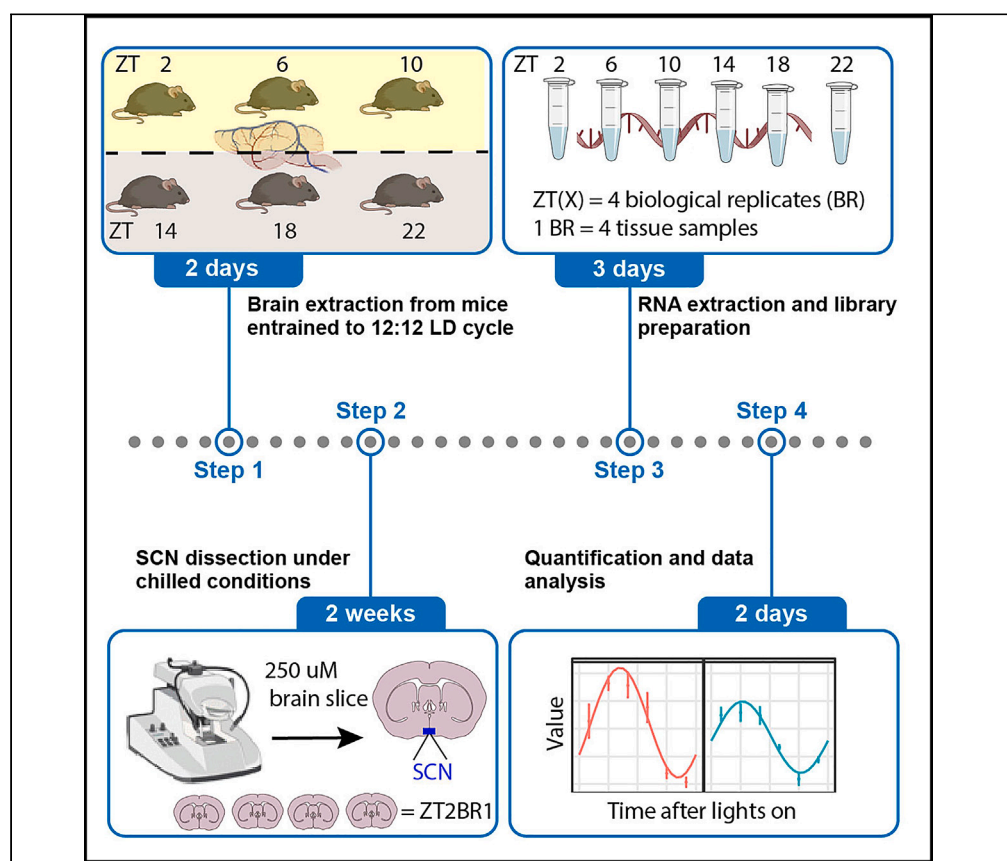 ZT 2 6 10
ZT 14 18 22
2 days
Brain extraction from mice
entrained to 12:12 LD cycle
Step 1
Step 2
SCN dissection under
chilled conditions
2 weeks
250 uM
brain slice
SCN
= ZT2BR1
ZT 2 6 10 14 18 22
ZT(X) = 4 biological replicates (BR)
1 BR = 4 tissue samples
3 days
RNA extraction and library
preparation
Step 3
Step 4
Quantification and data
analysis
2 days
Value
Time after lights on